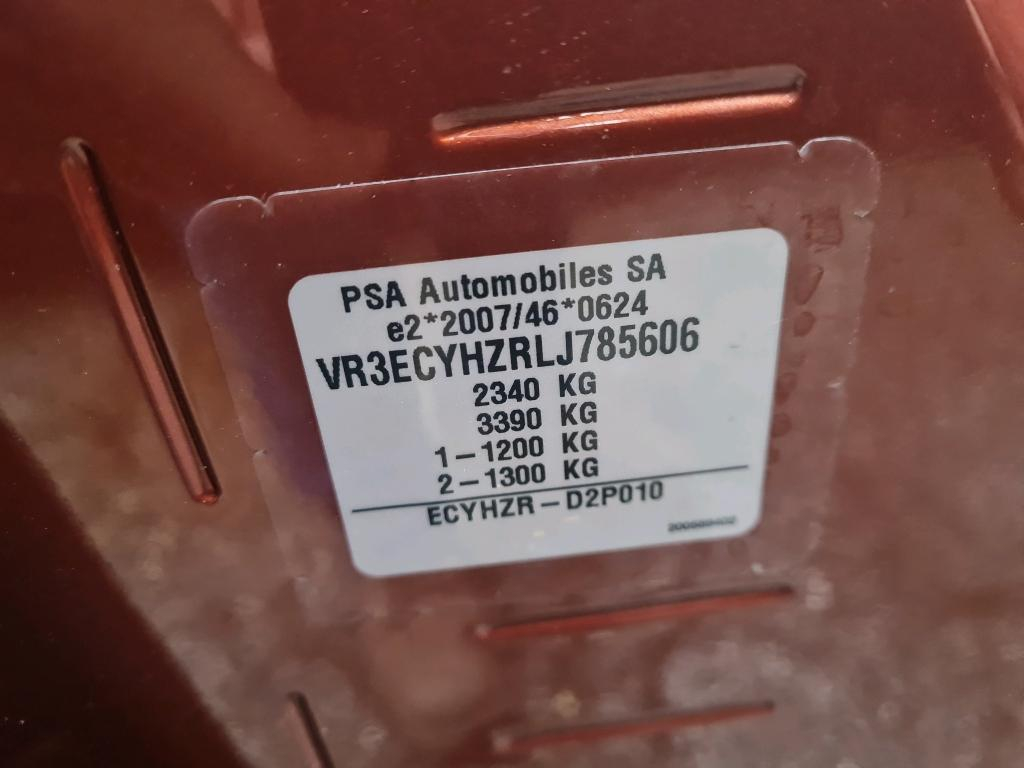 PSA Automobiles SA
e2*2007/46*0624
VR3ECYHZRLJ785606
2340 KG
3390 KG
1-1200 KG
2-1300 KG
ECYHZR-D2P010